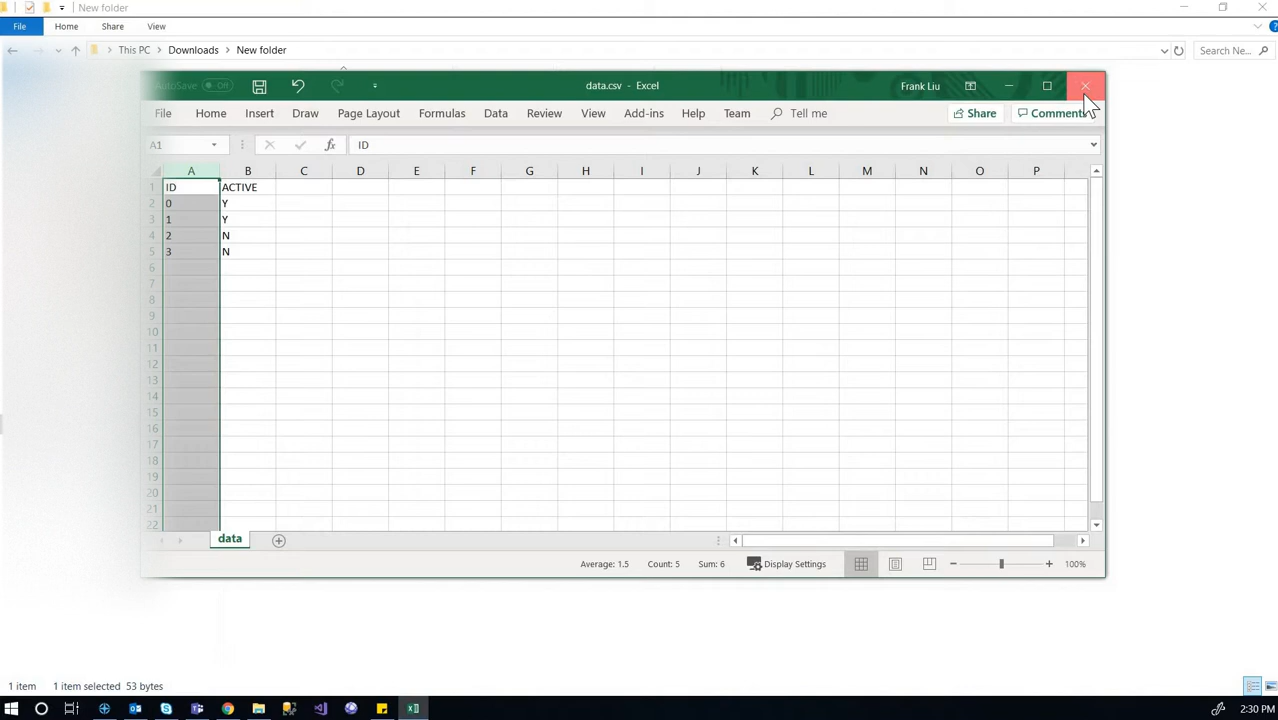 New folder
File Home Share View
This PC Downloads New folder Search Ne...
AutoSave Off data.csv - Excel Frank Liu
File Home Insert Draw Page Layout Formulas Data Review View Add-ins Help Team Tell me Share Comments
A1 fx ID
A B C D E F G H I J K L M N O P
1 ID ACTIVE
2 0 Y
3 1 Y
4 2 N
5 3 N
6
7
8
9
10
11
12
13
14
15
16
17
18
19
20
21
22
data
Average: 1.5 Count: 5 Sum: 6 Display Settings 100%
1 item 1 item selected 53 bytes
2:30 PM